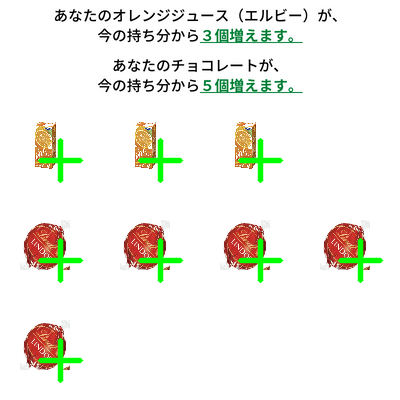 あなたのオレンジジュース（エルビー）が、
今の持ち分から３個増えます。
あなたのチョコレートが、
今の持ち分から５個増えます。